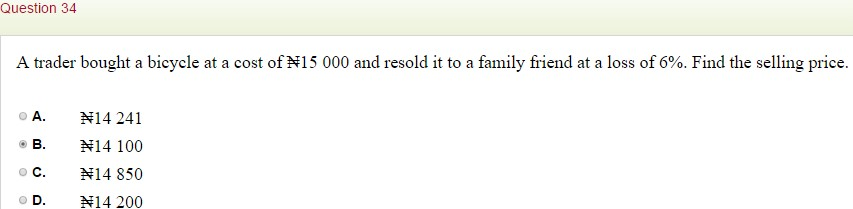 Question 34
A trader bought a bicycle at a cost of ₦15 000 and resold it to a family friend at a loss of 6%. Find the selling price.
A. ₦14 241
B. ₦14 100
C. ₦14 850
D. ₦14 200